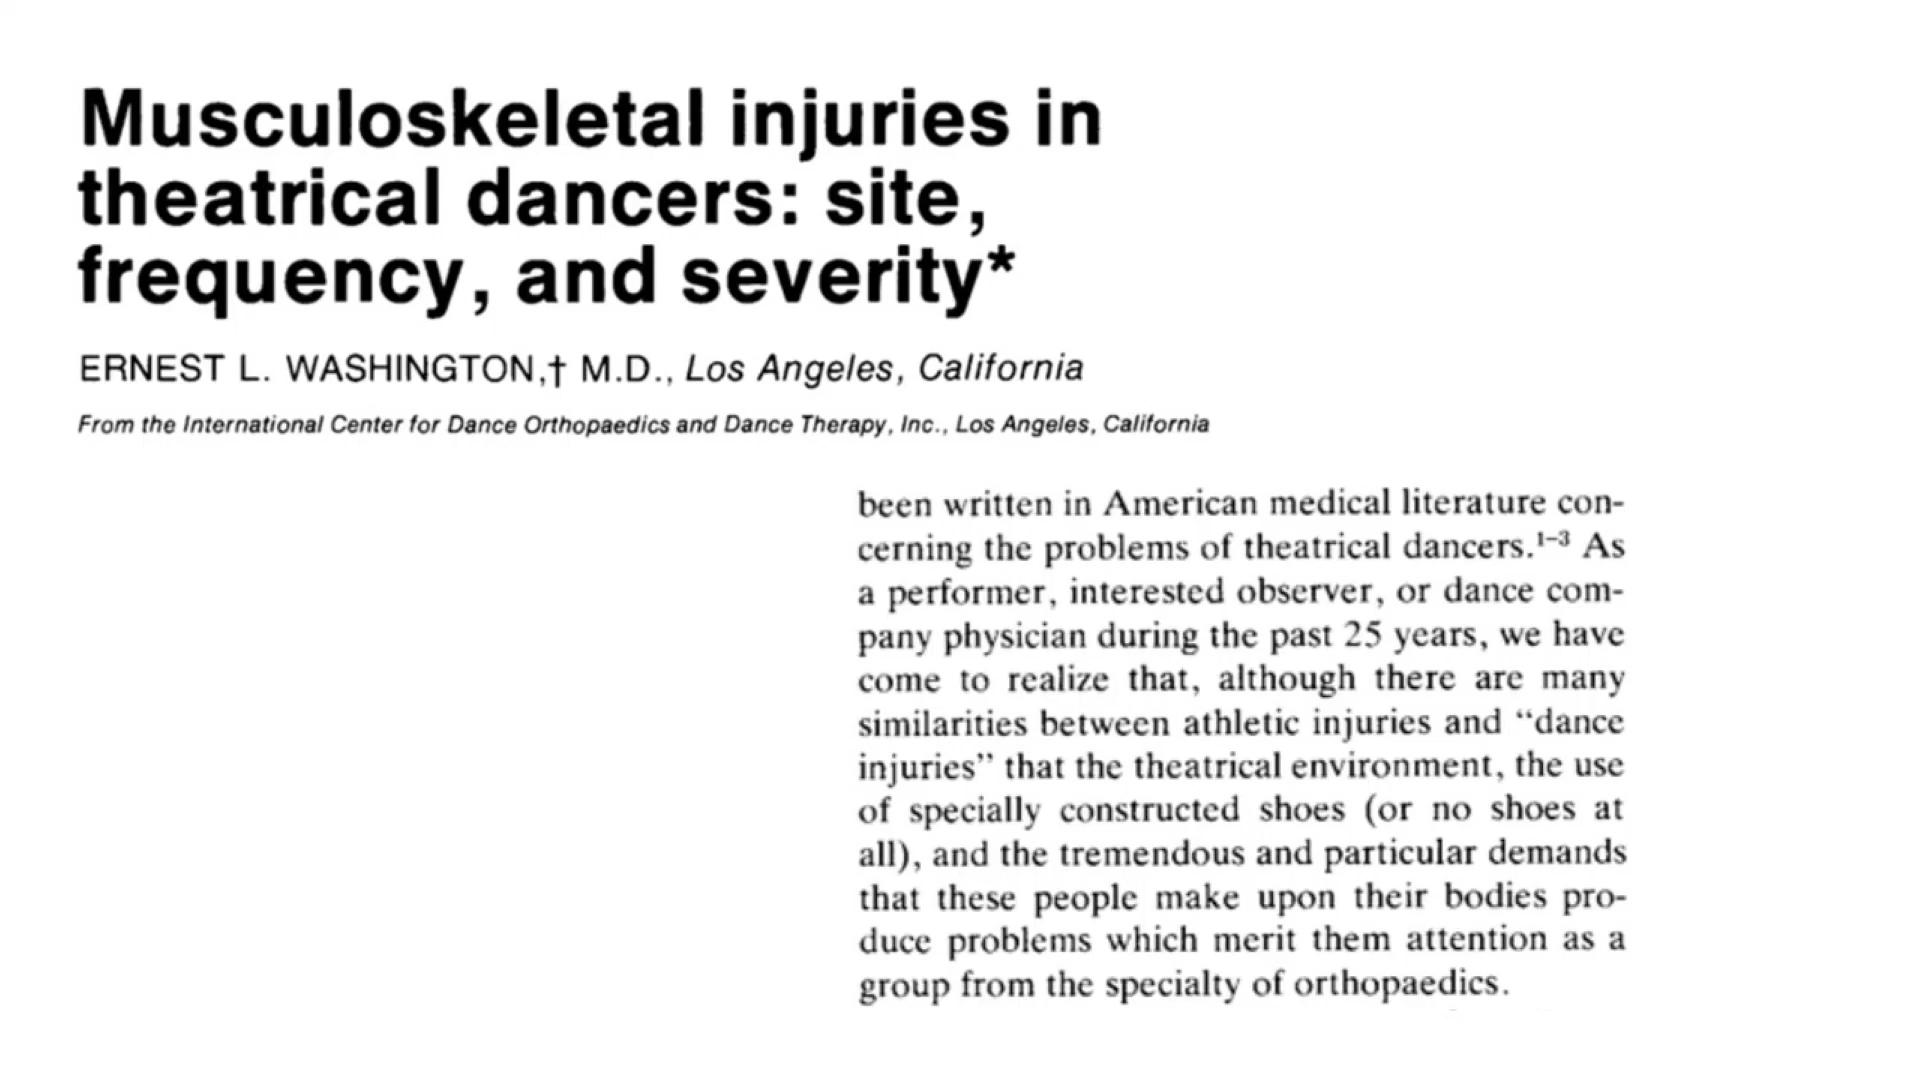 Musculoskeletal injuries in
theatrical dancers: site,
frequency, and severity*
ERNEST L. WASHINGTON,† M.D., Los Angeles, California
From the International Center for Dance Orthopaedics and Dance Therapy, Inc., Los Angeles, California
been written in American medical literature con-
cerning the problems of theatrical dancers.¹⁻³ As
a performer, interested observer, or dance com-
pany physician during the past 25 years, we have
come to realize that, although there are many
similarities between athletic injuries and “dance
injuries” that the theatrical environment, the use
of specially constructed shoes (or no shoes at
all), and the tremendous and particular demands
that these people make upon their bodies pro-
duce problems which merit them attention as a
group from the specialty of orthopaedics.